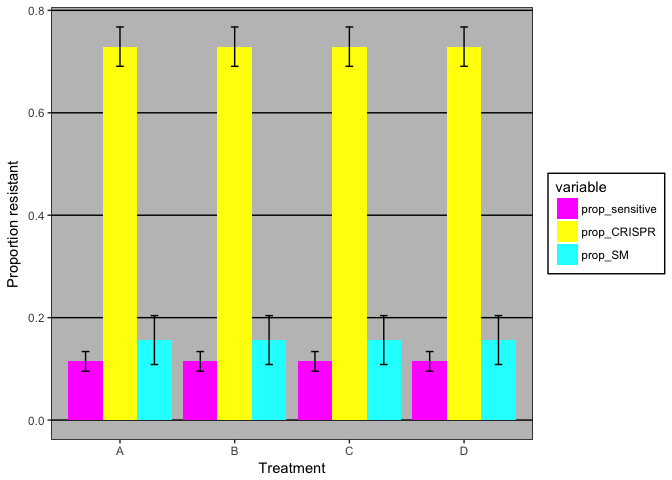 Proportion resistant
0.8
0.6
0.4
0.2
0.0
A B C D
Treatment
variable
prop_sensitive
prop_CRISPR
prop_SM